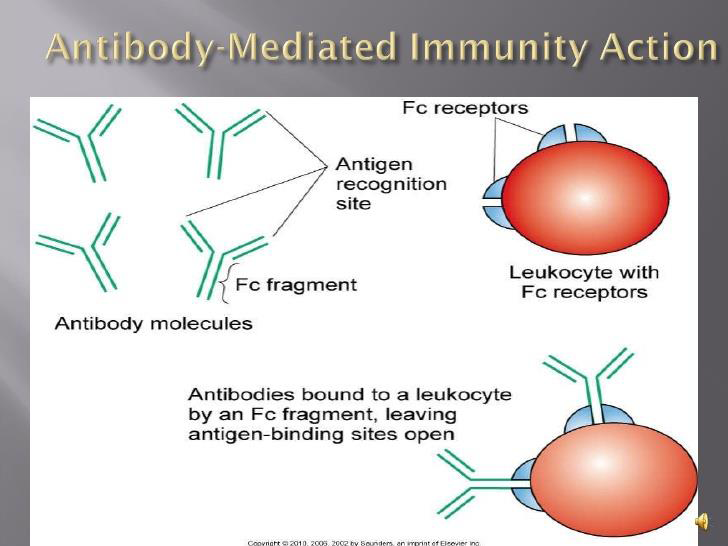 Antibody-Mediated Immunity Action
Fc receptors
Antigen
recognition
site
Leukocyte with
Fc receptors
Fc fragment
Antibody molecules
Antibodies bound to a leukocyte
by an Fc fragment, leaving
antigen-binding sites open
Copyright © 2010, 2006, 2002 by Saunders, an imprint of Elsevier Inc.